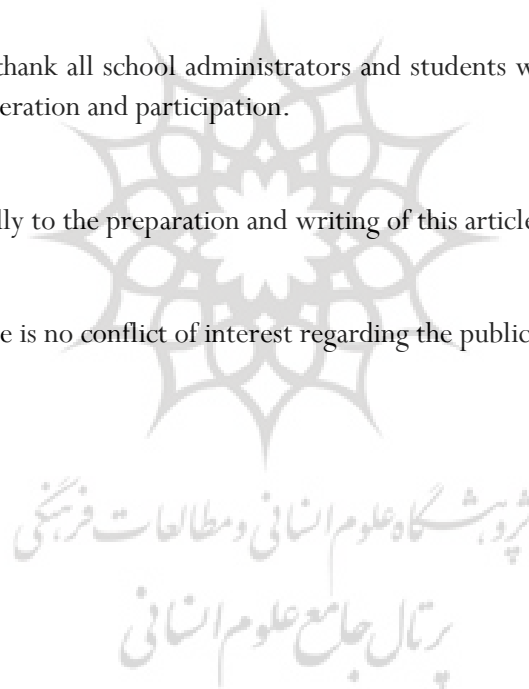 thank all school administrators and students w
eration and participation.
lly to the preparation and writing of this article
e is no conflict of interest regarding the public
پژوهشگاه علوم انسانی و مطالعات فرهنگی
پرتال جامع علوم انسانی